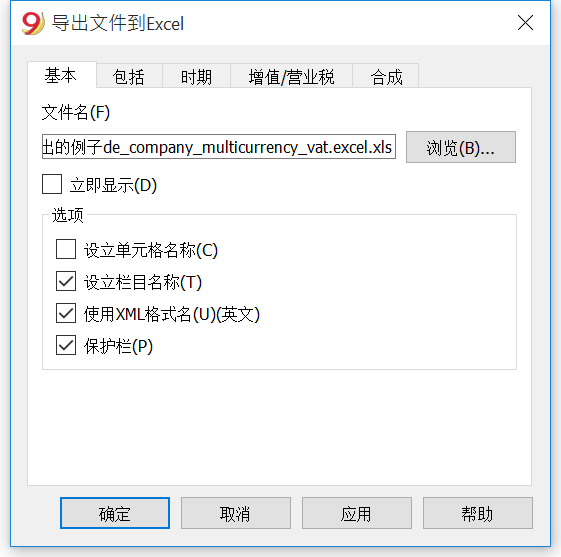 导出文件到Excel
基本 包括 时期 增值/营业税 合成
文件名(F)
出的例子de_company_multicurrency_vat.excel.xls 浏览(B)...
立即显示(D)
选项
设立单元格名称(C)
设立栏目名称(T)
使用XML格式名(U)(英文)
保护栏(P)
确定 取消 应用 帮助